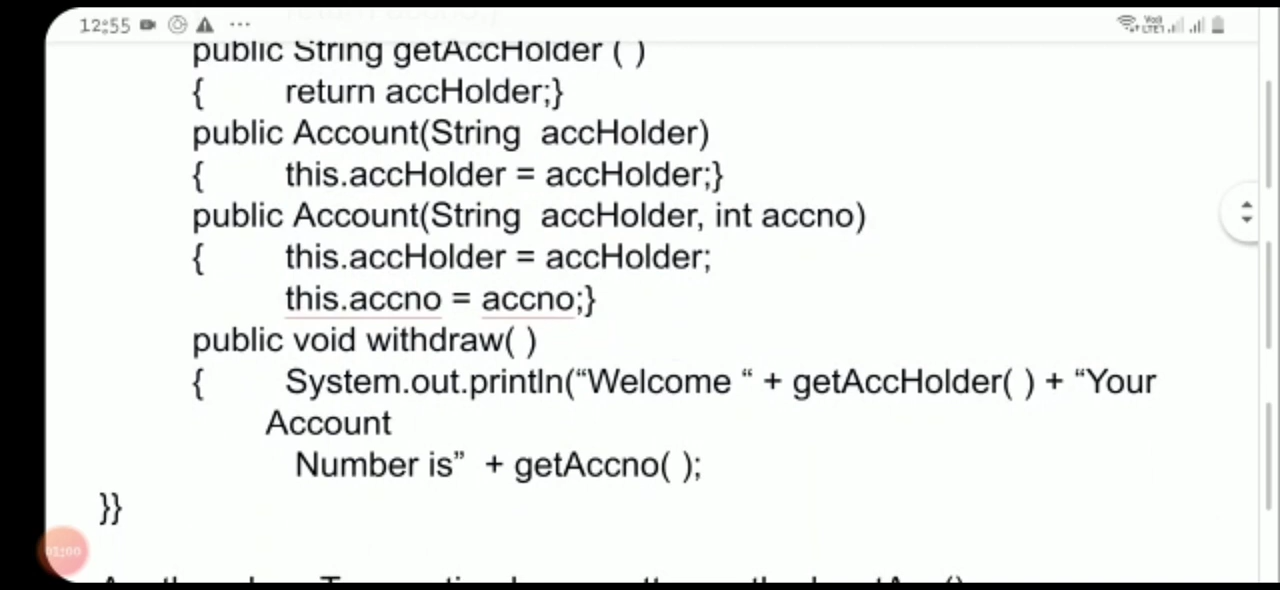 12:55
public String getAccHolder ( )
{ return accHolder;}
public Account(String accHolder)
{ this.accHolder = accHolder;}
public Account(String accHolder, int accno)
{ this.accHolder = accHolder;
this.accno = accno;}
public void withdraw( )
{ System.out.println(“Welcome “ + getAccHolder( ) + “Your
Account
Number is” + getAccno( );
}}
01:00